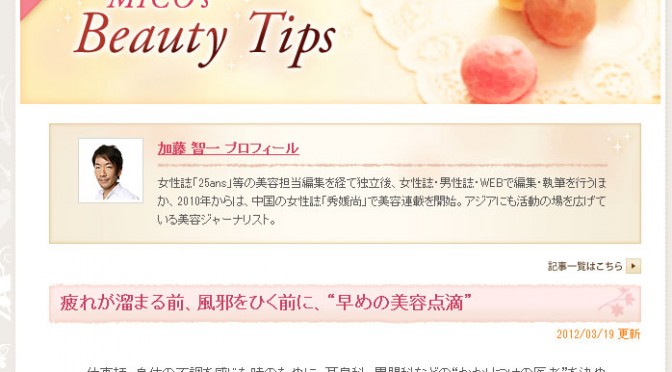 MICO's
Beauty Tips
加藤 智一 プロフィール
女性誌「25ans」等の美容担当編集を経て独立後、女性誌・男性誌・WEBで編集・執筆を行うほ
か、2010年からは、中国の女性誌「秀媛尚」で美容連載を開始。アジアにも活動の場を広げて
いる美容ジャーナリスト。
記事一覧はこちら
疲れが溜まる前、風邪をひく前に、“早めの美容点滴”
2012/03/19 更新